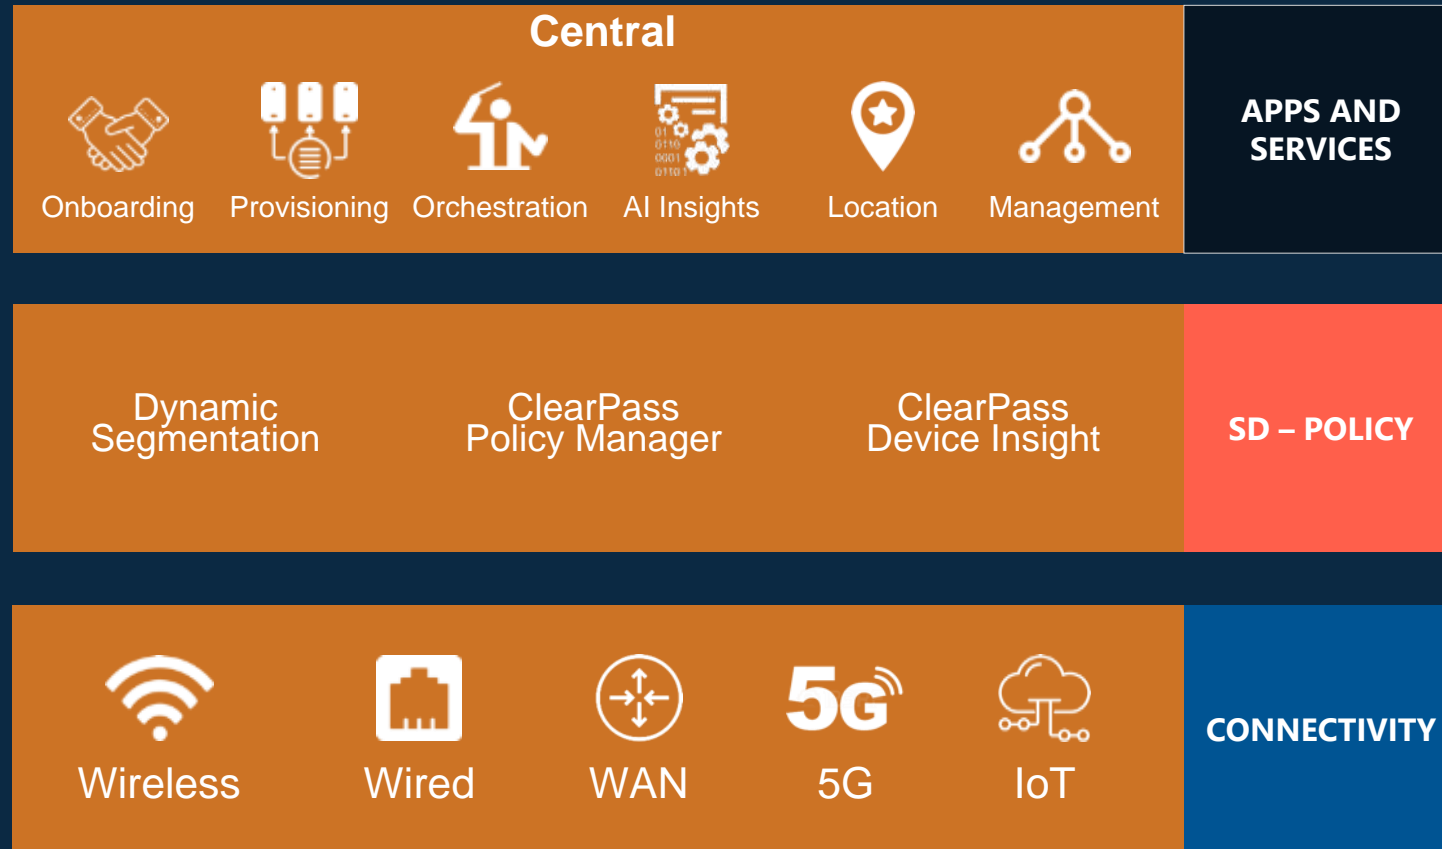 Central
Onboarding
Provisioning
Orchestration
AI Insights
Location
Management
APPS AND
SERVICES
Dynamic
Segmentation
ClearPass
Policy Manager
ClearPass
Device Insight
SD – POLICY
5G
Wireless
Wired
WAN
5G
IoT
CONNECTIVITY